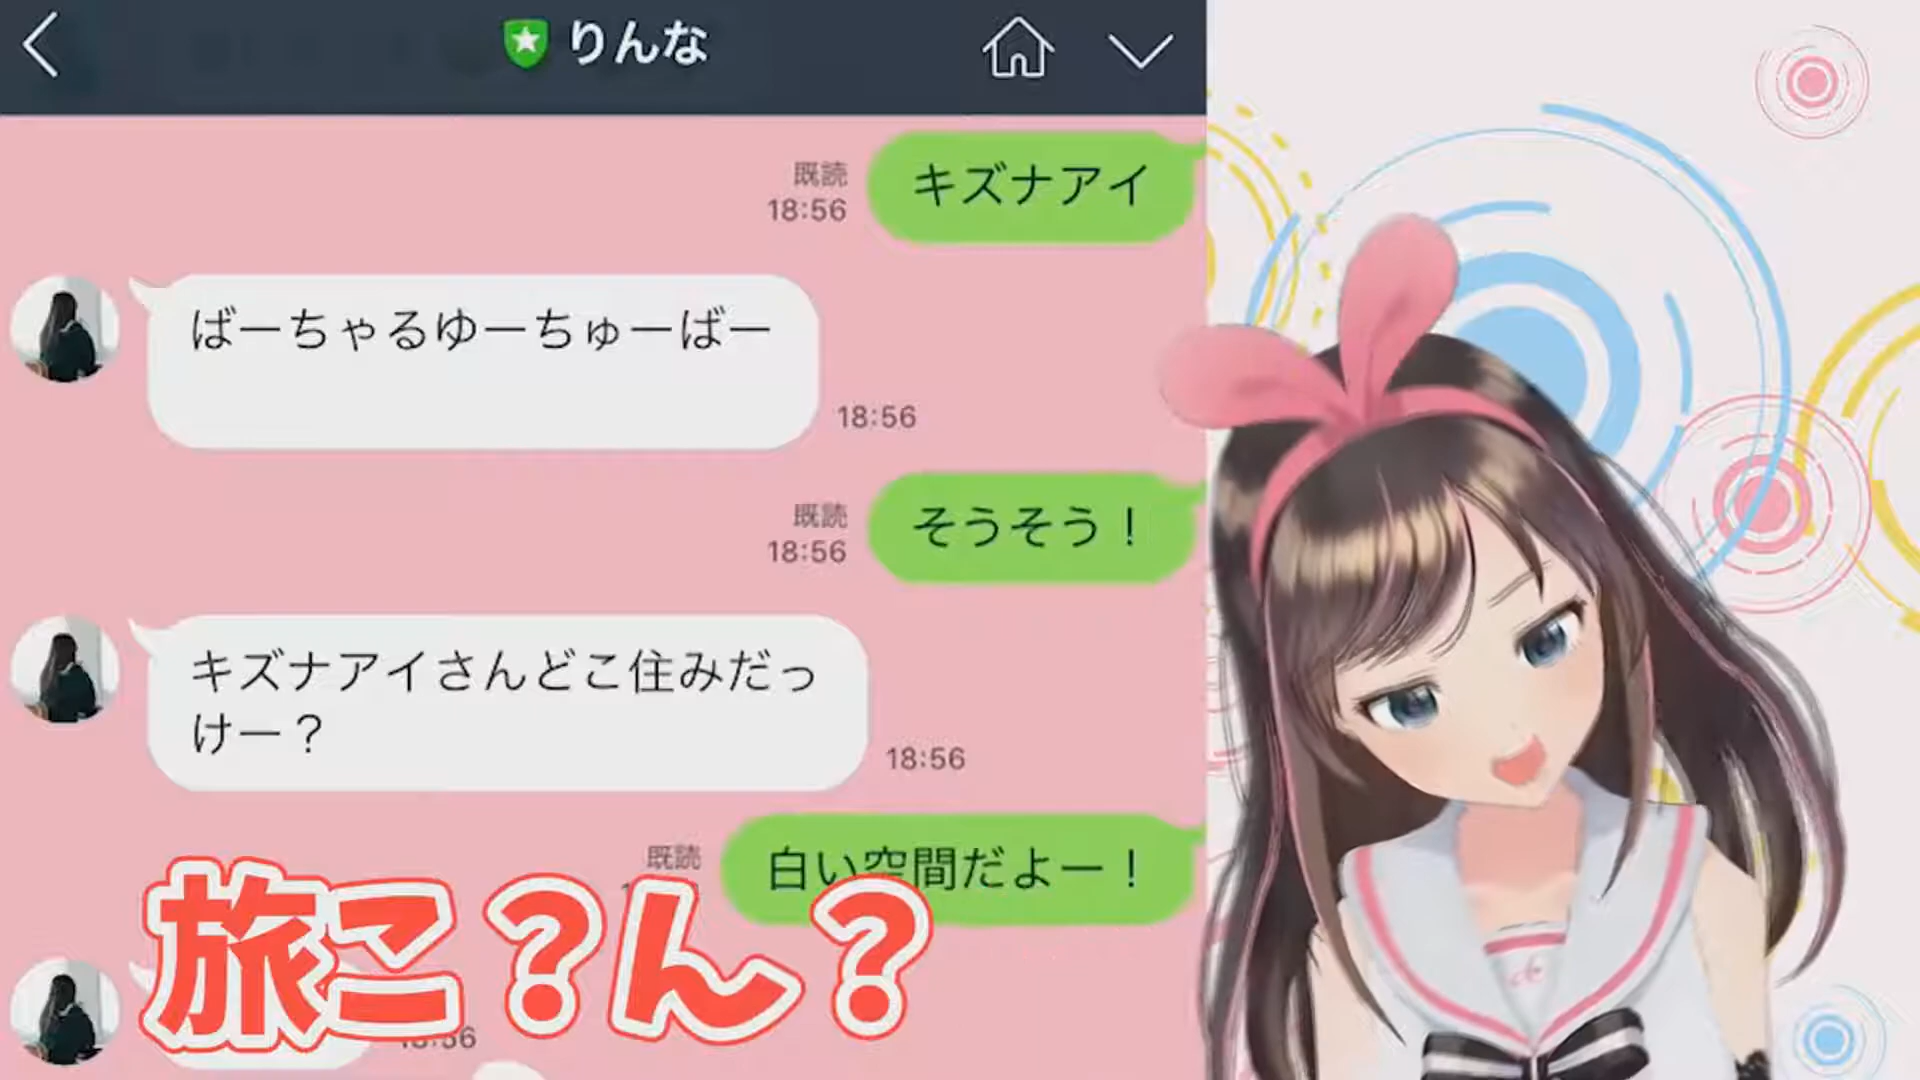 りんな
既読
18:56
キズナアイ
ばーちゃるゆーちゅーばー
18:56
既読
18:56
そうそう！
キズナアイさんどこ住みだっ
けー？
18:56
既読
白い空間だよー！
旅こ？ん？